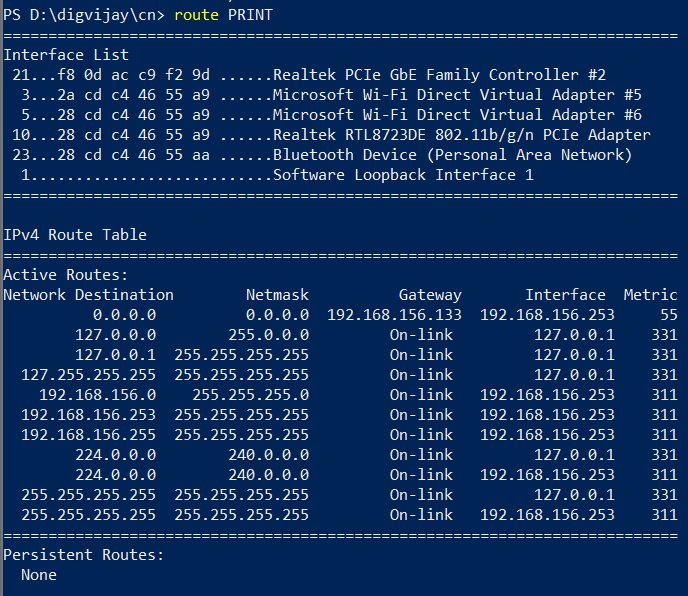 PS D:\digvijay\cn> route PRINT
===========================================================================
Interface List
 21...f8 0d ac c9 f2 9d ......Realtek PCIe GbE Family Controller #2
  3...2a cd c4 46 55 a9 ......Microsoft Wi-Fi Direct Virtual Adapter #5
  5...28 cd c4 46 55 a9 ......Microsoft Wi-Fi Direct Virtual Adapter #6
 10...28 cd c4 46 55 a9 ......Realtek RTL8723DE 802.11b/g/n PCIe Adapter
 23...28 cd c4 46 55 aa ......Bluetooth Device (Personal Area Network)
  1...........................Software Loopback Interface 1
===========================================================================

IPv4 Route Table
===========================================================================
Active Routes:
Network Destination        Netmask          Gateway       Interface  Metric
          0.0.0.0          0.0.0.0  192.168.156.133  192.168.156.253     55
        127.0.0.0        255.0.0.0         On-link         127.0.0.1    331
        127.0.0.1  255.255.255.255         On-link         127.0.0.1    331
  127.255.255.255  255.255.255.255         On-link         127.0.0.1    331
    192.168.156.0    255.255.255.0         On-link   192.168.156.253    311
  192.168.156.253  255.255.255.255         On-link   192.168.156.253    311
  192.168.156.255  255.255.255.255         On-link   192.168.156.253    311
        224.0.0.0        240.0.0.0         On-link         127.0.0.1    331
        224.0.0.0        240.0.0.0         On-link   192.168.156.253    311
  255.255.255.255  255.255.255.255         On-link         127.0.0.1    331
  255.255.255.255  255.255.255.255         On-link   192.168.156.253    311
===========================================================================
Persistent Routes:
  None